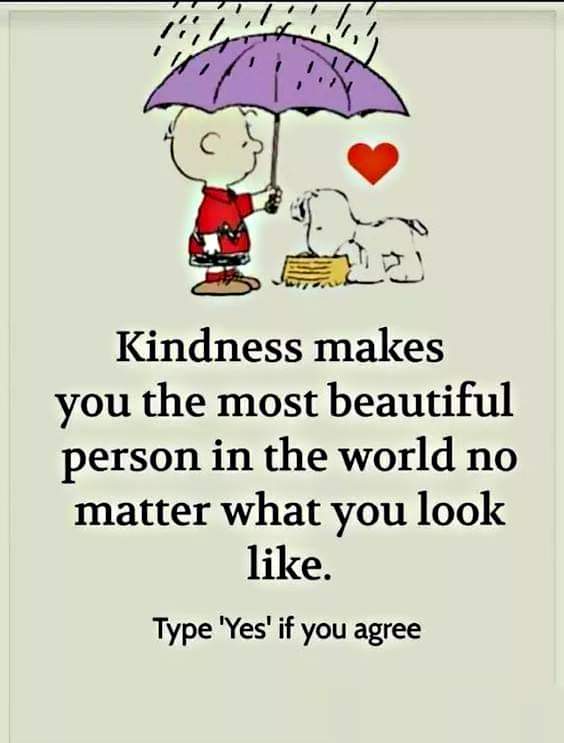 Kindness makes
you the most beautiful
person in the world no
matter what you look
like.
Type 'Yes' if you agree